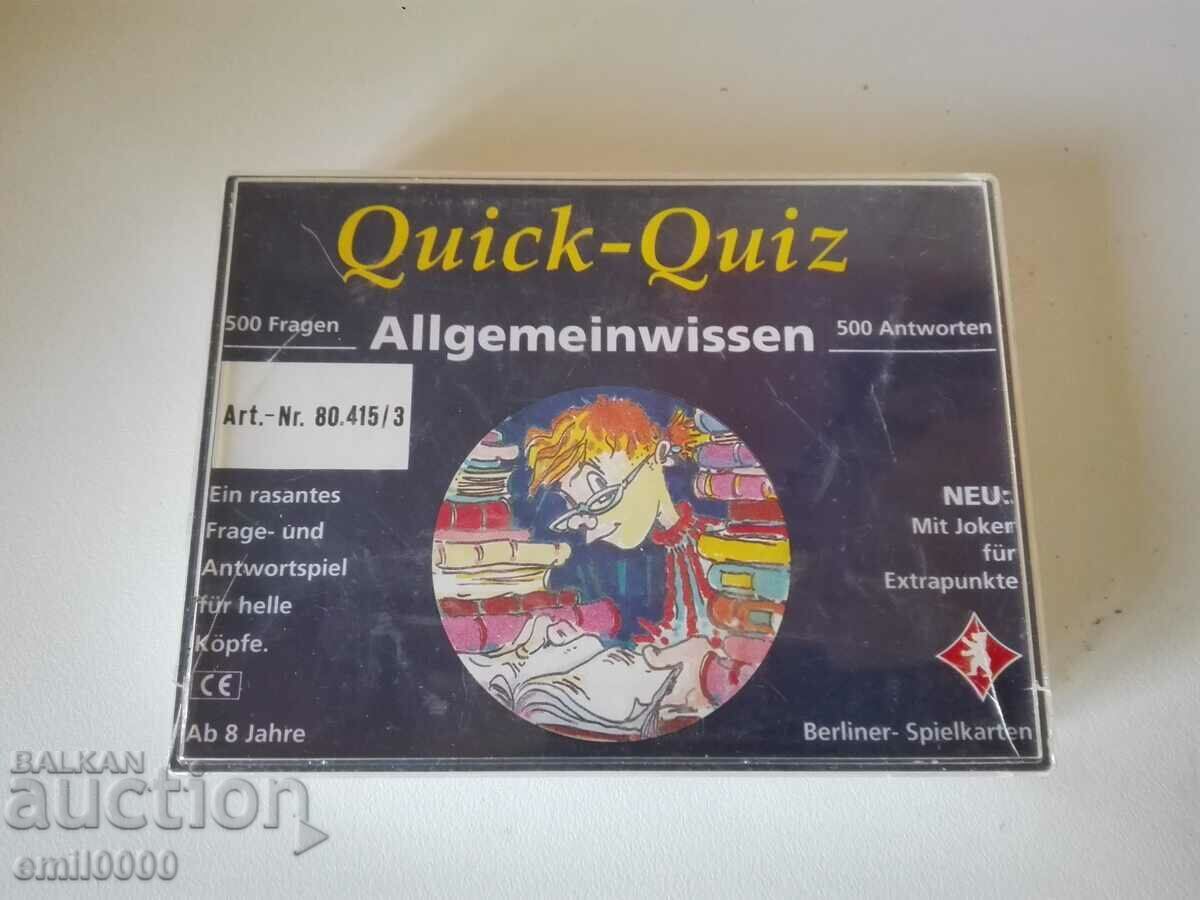 Quick-Quiz
500 Fragen
Allgemeinwissen
500 Antworten
Art.-Nr. 80.415/3
Ein rasantes
Frage- und
Antwortspiel
für helle
Köpfe.
CE
Ab 8 Jahre
NEU:
Mit Joker
für
Extrapunkte
Berliner- Spielkarten
BALKAN
auction
emil0000